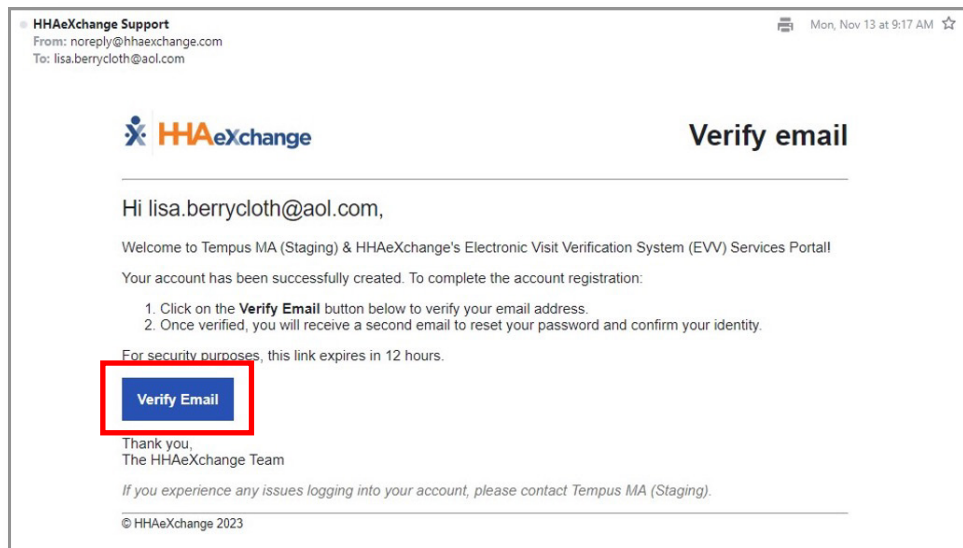 HHAeXchange Support
Mon, Nov 13 at 9:17 AM
From: noreply@hhaexchange.com
To: lisa.berrycloth@aol.com
HHAeXchange
Verify email
Hi lisa.berrycloth@aol.com,
Welcome to Tempus MA (Staging) & HHAeXchange's Electronic Visit Verification System (EVV) Services Portal!
Your account has been successfully created. To complete the account registration:
1. Click on the Verify Email button below to verify your email address.
2. Once verified, you will receive a second email to reset your password and confirm your identity.
For security purposes, this link expires in 12 hours.
Verify Email
Thank you,
The HHAeXchange Team
If you experience any issues logging into your account, please contact Tempus MA (Staging).
© HHAeXchange 2023